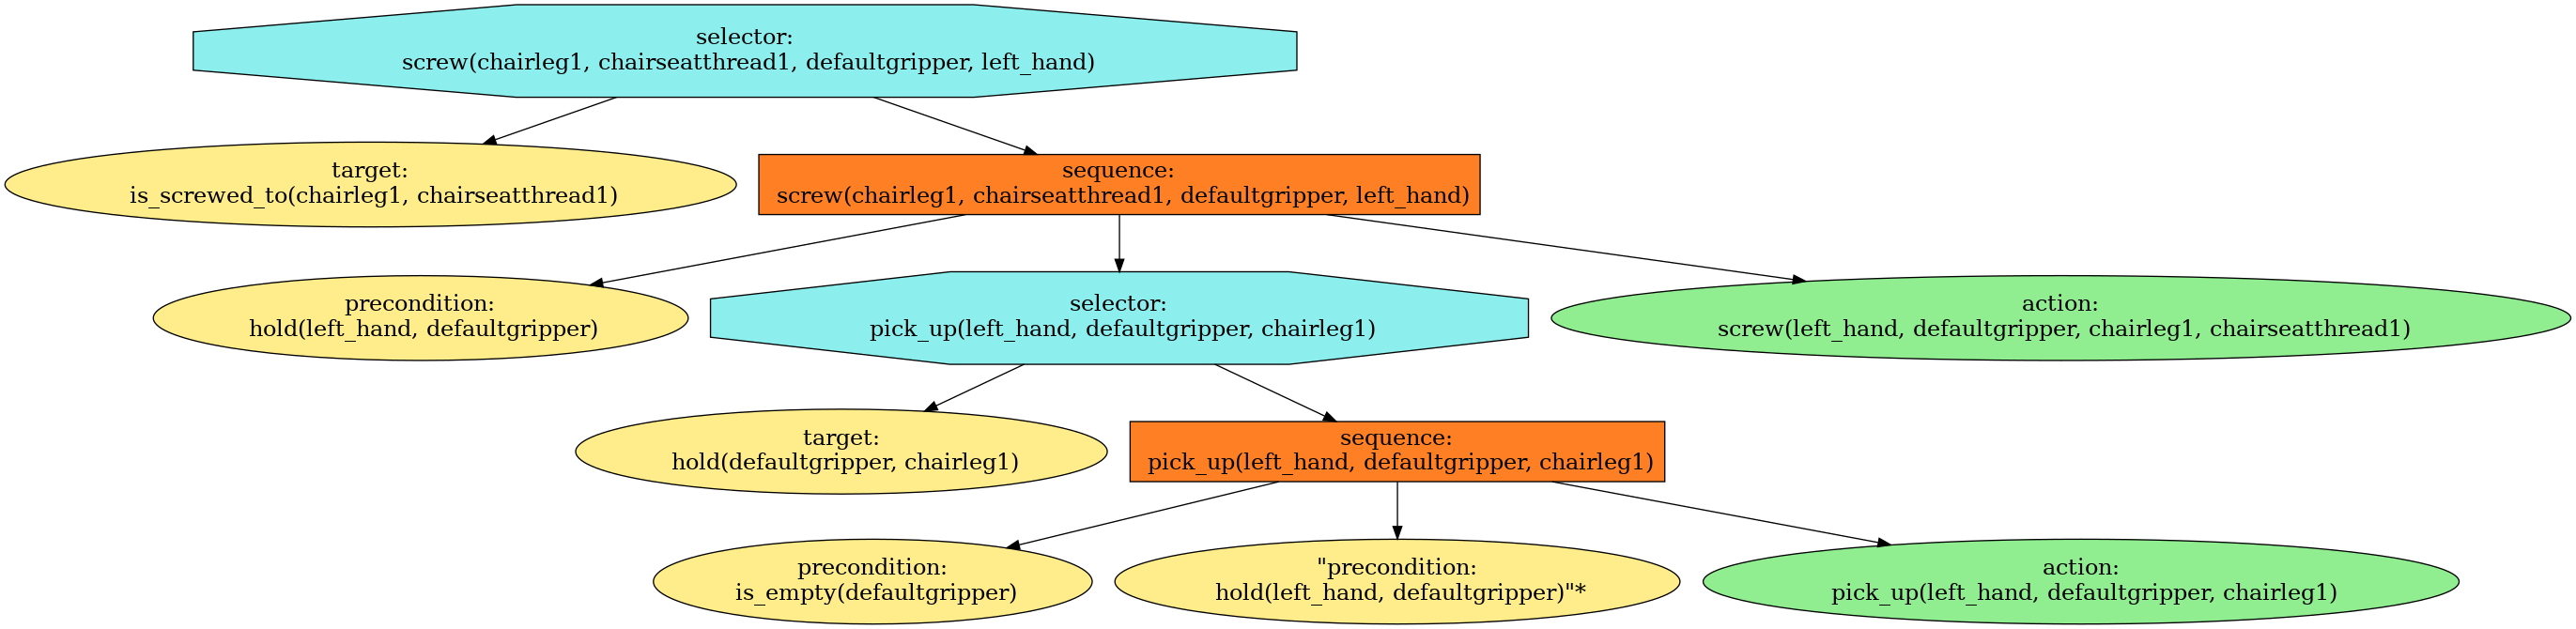 selector:
screw(chairleg1, chairseatthread1, defaultgripper, left_hand)
target:
is_screwed_to(chairleg1, chairseatthread1)
sequence:
screw(chairleg1, chairseatthread1, defaultgripper, left_hand)
precondition:
hold(left_hand, defaultgripper)
selector:
pick_up(left_hand, defaultgripper, chairleg1)
action:
screw(left_hand, defaultgripper, chairleg1, chairseatthread1)
target:
hold(defaultgripper, chairleg1)
sequence:
pick_up(left_hand, defaultgripper, chairleg1)
precondition:
is_empty(defaultgripper)
"precondition:
hold(left_hand, defaultgripper)"*
action:
pick_up(left_hand, defaultgripper, chairleg1)